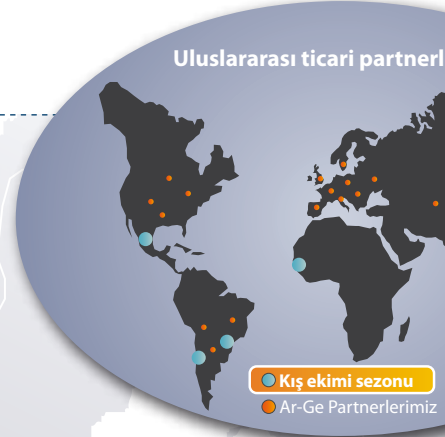 Uluslararası ticari partnerl
Kış ekimi sezonu
Ar-Ge Partnerlerimiz